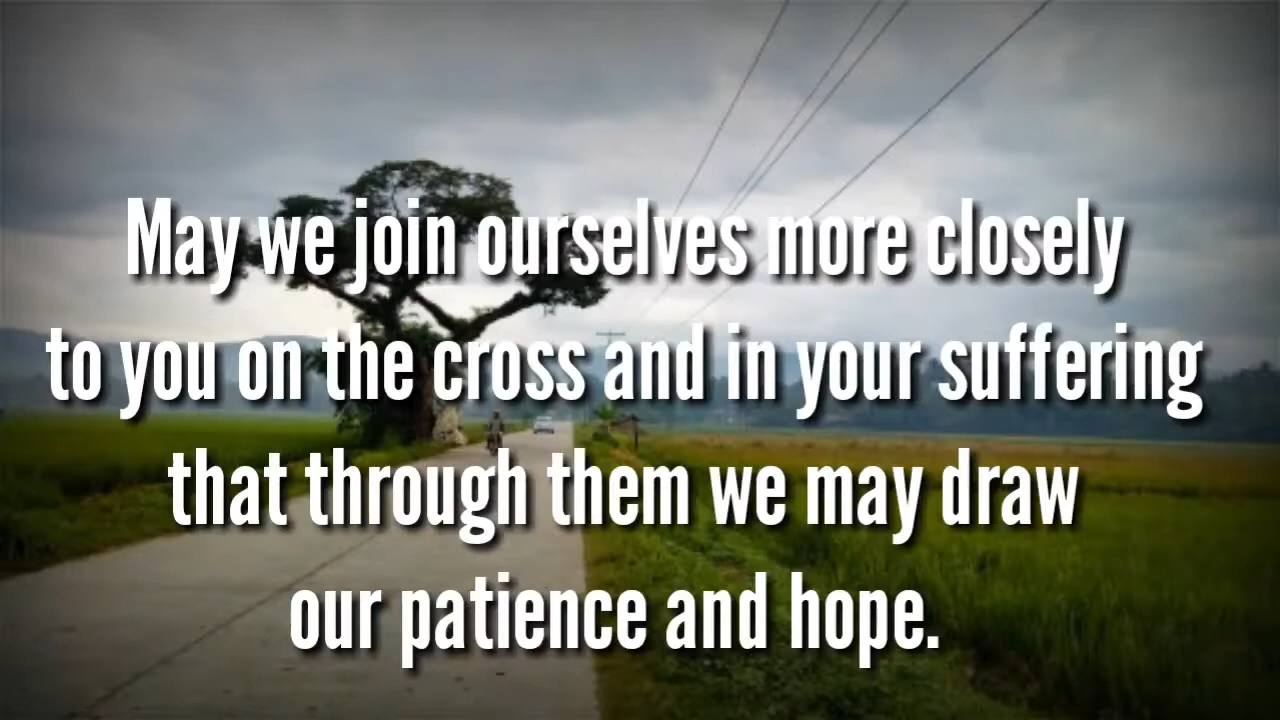 May we join ourselves more closely
to you on the cross and in your suffering
that through them we may draw
our patience and hope.